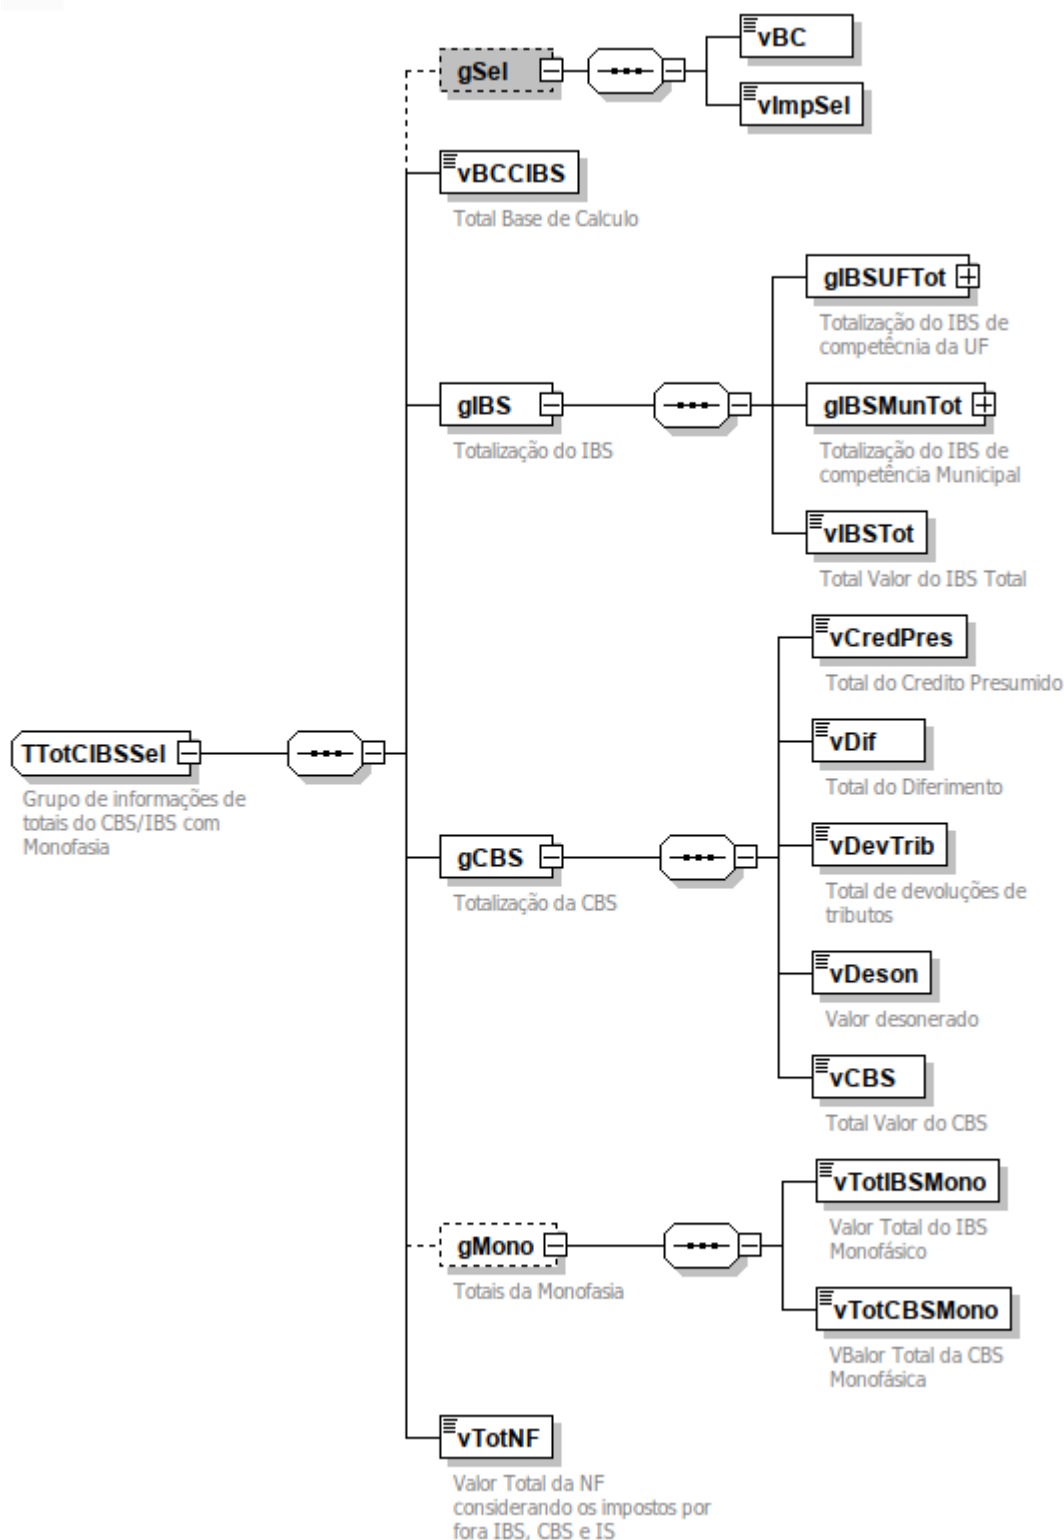 gSel
vBC
vImpSel
vBCCIBS
Total Base de Calculo
gIBSUFTot
Totalização do IBS de
competêcnia da UF
gIBS
Totalização do IBS
gIBSMunTot
Totalização do IBS de
competência Municipal
vIBSTot
Total Valor do IBS Total
TTotCIBSSel
Grupo de informações de
totais do CBS/IBS com
Monofasia
gCBS
Totalização da CBS
vCredPres
Total do Credito Presumido
vDif
Total do Diferimento
vDevTrib
Total de devoluções de
tributos
vDeson
Valor desonerado
vCBS
Total Valor do CBS
gMono
Totais da Monofasia
vTotIBSMono
Valor Total do IBS
Monofásico
vTotCBSMono
VBalor Total da CBS
Monofásica
vTotNF
Valor Total da NF
considerando os impostos por
fora IBS, CBS e IS